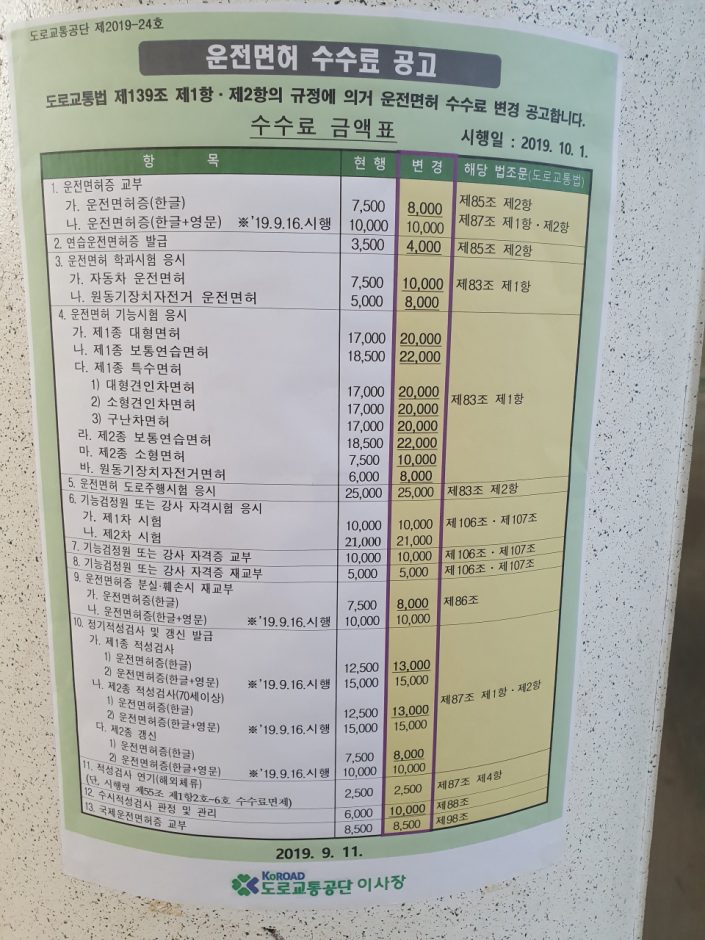 도로교통공단 제2019-24호
운전면허 수수료 공고
도로교통법 제139조 제1항·제2항의 규정에 의거 운전면허 수수료 변경 공고합니다.
수수료 금액표
시행일 : 2019. 10. 1.
항 목 현 행 변 경 해당 법조문(도로교통법)
1. 운전면허증 교부
가. 운전면허증(한글) 7,500 8,000 제85조 제2항
나. 운전면허증(한글+영문) ※'19.9.16.시행 10,000 10,000 제87조 제1항·제2항
2. 연습운전면허증 발급 3,500 4,000 제85조 제2항
3. 운전면허 학과시험 응시
가. 자동차 운전면허 7,500 10,000 제83조 제1항
나. 원동기장치자전거 운전면허 5,000 8,000
4. 운전면허 기능시험 응시
가. 제1종 대형면허 17,000 20,000
나. 제1종 보통연습면허 18,500 22,000
다. 제1종 특수면허
1) 대형견인차면허 17,000 20,000 제83조 제1항
2) 소형견인차면허 17,000 20,000
3) 구난차면허 17,000 20,000
라. 제2종 보통연습면허 18,500 22,000
마. 제2종 소형면허 7,500 10,000
바. 원동기장치자전거면허 6,000 8,000
5. 운전면허 도로주행시험 응시 25,000 25,000 제83조 제2항
6. 기능검정원 또는 강사 자격시험 응시
가. 제1차 시험 10,000 10,000 제106조·제107조
나. 제2차 시험 21,000 21,000
7. 기능검정원 또는 강사 자격증 교부 10,000 10,000 제106조·제107조
8. 기능검정원 또는 강사 자격증 재교부 5,000 5,000 제106조·제107조
9. 운전면허증 분실·훼손시 재교부
가. 운전면허증(한글) 7,500 8,000 제86조
나. 운전면허증(한글+영문) ※'19.9.16.시행 10,000 10,000
10. 정기적성검사 및 갱신 발급
가. 제1종 적성검사
1) 운전면허증(한글) 12,500 13,000
2) 운전면허증(한글+영문) ※'19.9.16.시행 15,000 15,000
나. 제2종 적성검사(70세이상) 제87조 제1항·제2항
1) 운전면허증(한글) 12,500 13,000
2) 운전면허증(한글+영문) ※'19.9.16.시행 15,000 15,000
다. 제2종 갱신
1) 운전면허증(한글) 7,500 8,000
2) 운전면허증(한글+영문) ※'19.9.16.시행 10,000 10,000
11. 적성검사 연기(해외체류) 2,500 2,500 제87조 제4항
(단, 시행령 제55조 제1항2호~6호 수수료면제)
12. 수시적성검사 판정 및 관리 6,000 10,000 제88조
13. 국제운전면허증 교부 8,500 8,500 제98조
2019. 9. 11.
KoROAD
도로교통공단 이사장